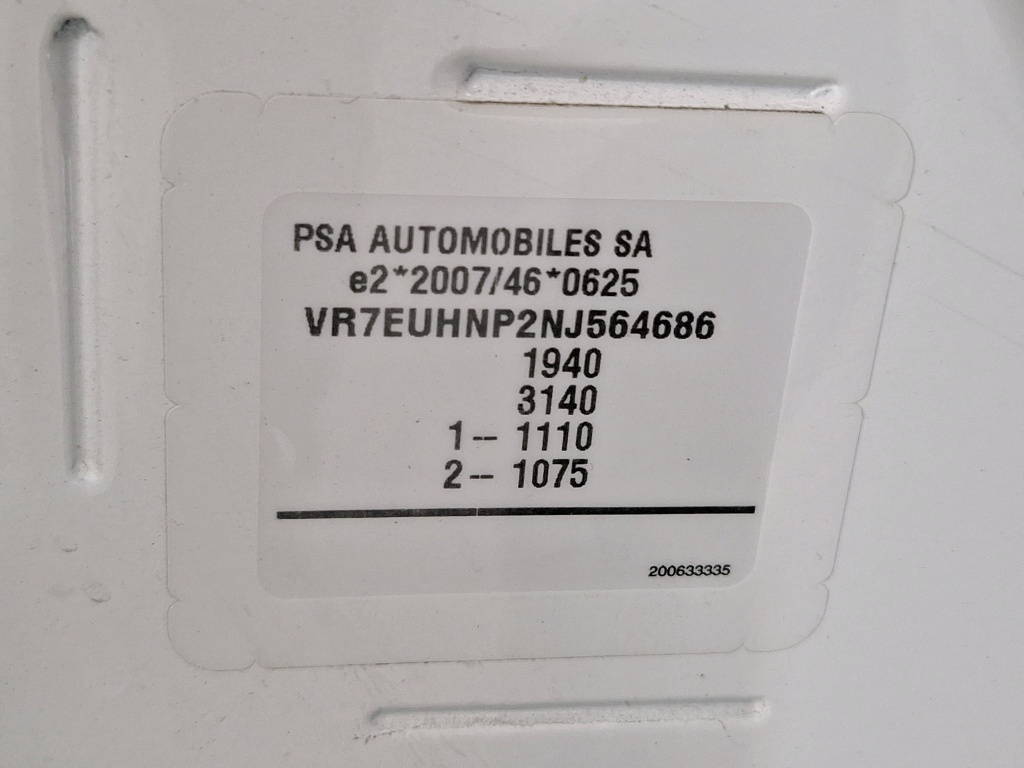 PSA AUTOMOBILES SA
e2*2007/46*0625
VR7EUHNP2NJ564686
1940
3140
1-- 1110
2-- 1075
200633335